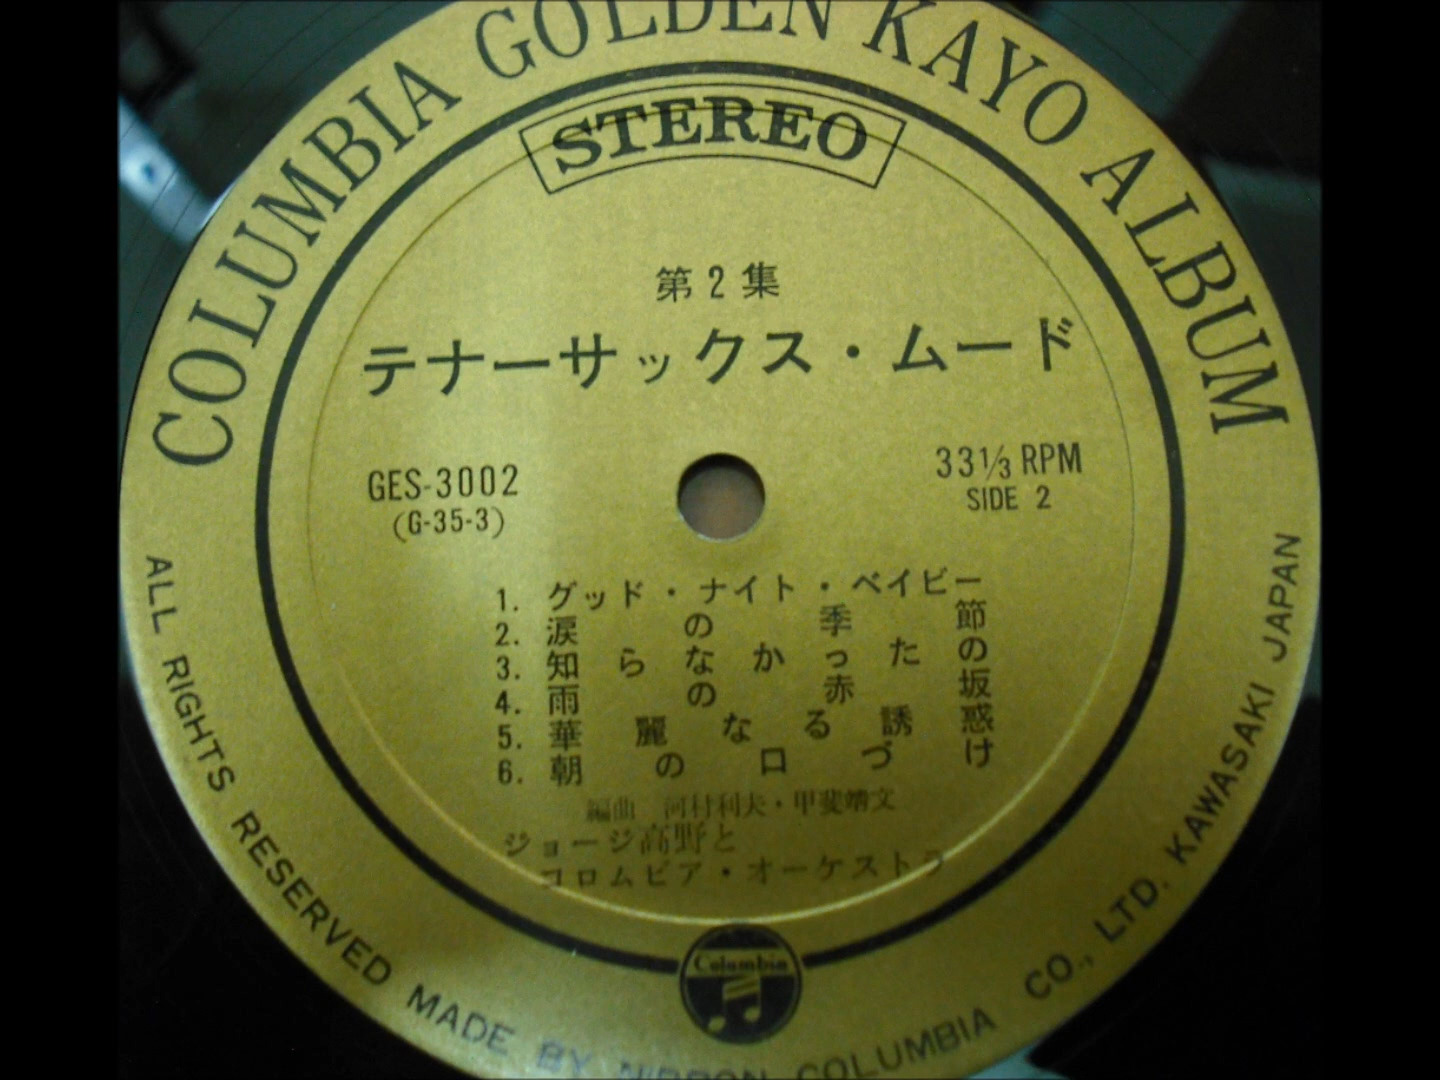 COLUMBIA GOLDEN KAYO ALBUM
STEREO
第2集
テナーサックス・ムード
GES-3002
(G-35-3)
33 1/3 RPM
SIDE 2
1. グッド・ナイト・ベイビー
2. 涙の季節
3. 知らなかったの
4. 雨の赤坂
5. 華麗なる誘惑
6. 朝の口づけ
編曲 河村利夫・甲斐靖文
ジョージ高野と
コロムビア・オーケストラ
Columbia
ALL RIGHTS RESERVED MADE BY NIPPON COLUMBIA CO., LTD. KAWASAKI JAPAN